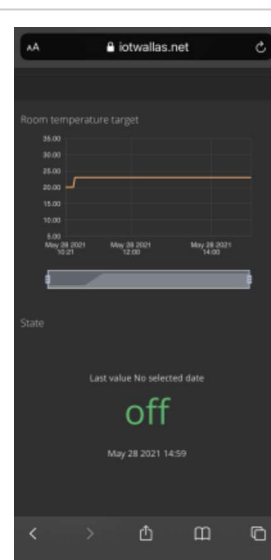 AA iotwallas.net
Room temperature target
35.00
30.00
25.00
20.00
15.00
10.00
5.00
May 28 2021 May 28 2021 May 28 2021
10:21 12:00 14:00
State
Last value No selected date
off
May 28 2021 14:59